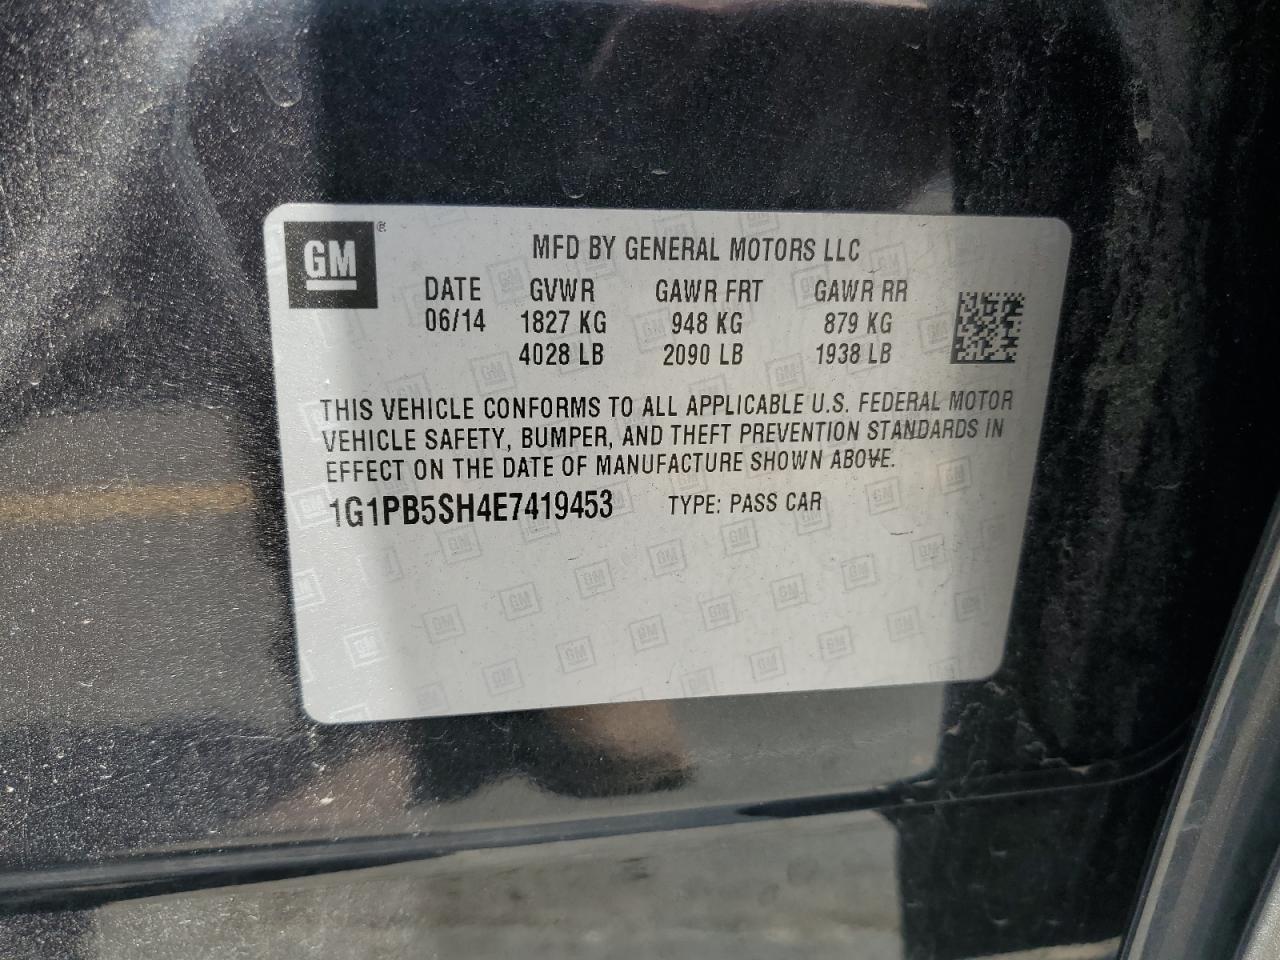 GM ®
MFD BY GENERAL MOTORS LLC
DATE GVWR GAWR FRT GAWR RR
06/14 1827 KG 948 KG 879 KG
4028 LB 2090 LB 1938 LB
THIS VEHICLE CONFORMS TO ALL APPLICABLE U.S. FEDERAL MOTOR
VEHICLE SAFETY, BUMPER, AND THEFT PREVENTION STANDARDS IN
EFFECT ON THE DATE OF MANUFACTURE SHOWN ABOVE.
1G1PB5SH4E7419453 TYPE: PASS CAR